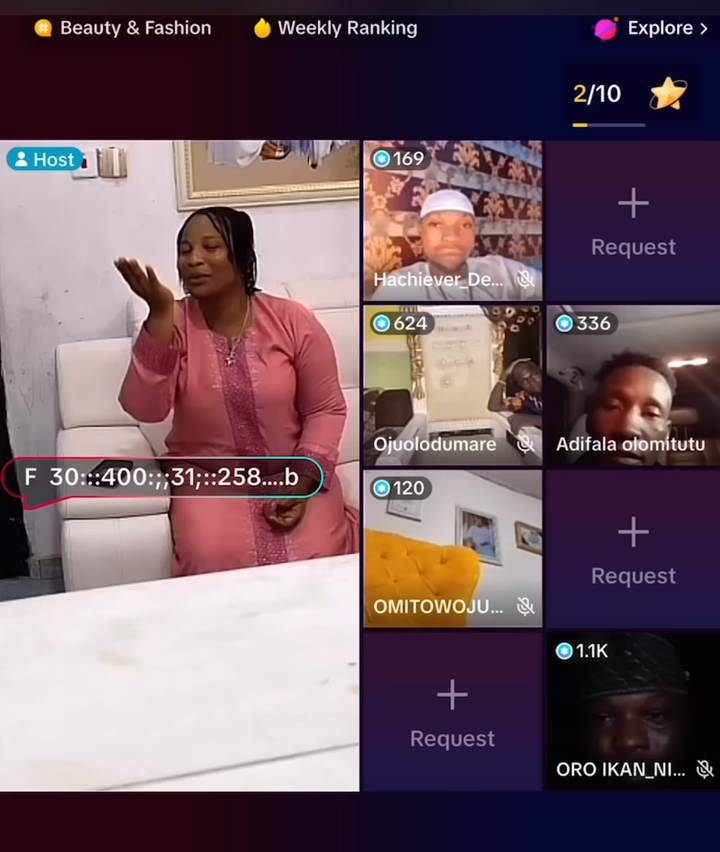 Beauty & Fashion
Weekly Ranking
Explore >
2/10
Host
169
Hachiever_De...
Request
624
Ojuolodumare
336
Adifala olomitutu
F 30:::400:;;31;::258....b
120
OMITOWOJU...
Request
Request
1.1K
ORO IKAN_NI...